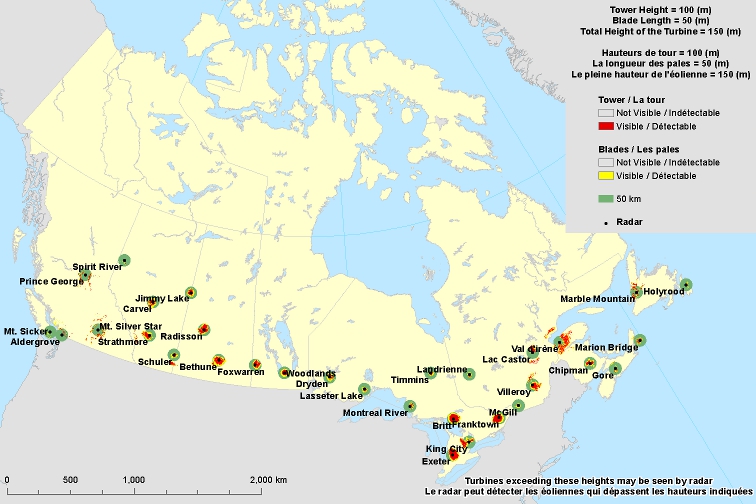 Tower Height = 100 (m)
Blade Length = 50 (m)
Total Height of the Turbine = 150 (m)
Hauteurs de tour = 100 (m)
La longueur des pales = 50 (m)
Le pleine hauteur de l'éolienne = 150 (m)
Tower / La tour
Not Visible / Indétectable
Visible / Détectable
Blades / Les pales
Not Visible / Indétectable
Visible / Détectable
50 km
Radar
Spirit River
Prince George
Jimmy Lake
Carvel
Mt. Sicker
Mt. Silver Star
Aldergrove
Strathmore
Radisson
Schuler
Bethune
Foxwarren
Woodlands
Dryden
Lasseter Lake
Montreal River
Timmins
Landrienne
Lac Castor
Val d'Irène
Villeroy
McGill
Franktown
Britt
King City
Exeter
Marble Mountain
Holyrood
Marion Bridge
Chipman
Gore
0 500 1,000 2,000 km
Turbines exceeding these heights may be seen by radar
Le radar peut détecter les éoliennes qui dépassent les hauteurs indiquées